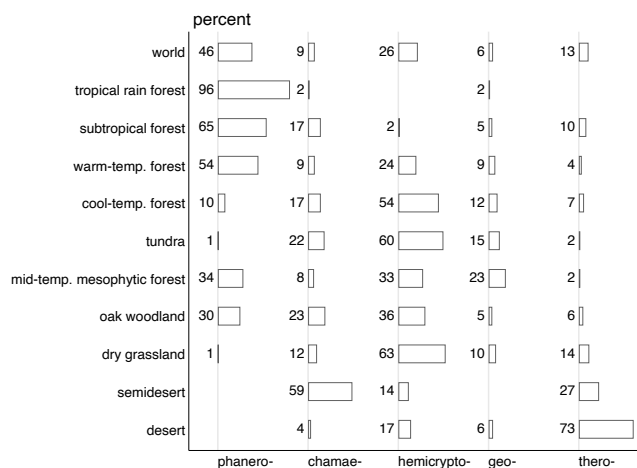 percent
world 46 9 26 6 13
tropical rain forest 96 2 2
subtropical forest 65 17 2 5 10
warm-temp. forest 54 9 24 9 4
cool-temp. forest 10 17 54 12 7
tundra 1 22 60 15 2
mid-temp. mesophytic forest 34 8 33 23 2
oak woodland 30 23 36 5 6
dry grassland 1 12 63 10 14
semidesert 59 14 27
desert 4 17 6 73
phanero- chamae- hemicrypto- geo- thero-